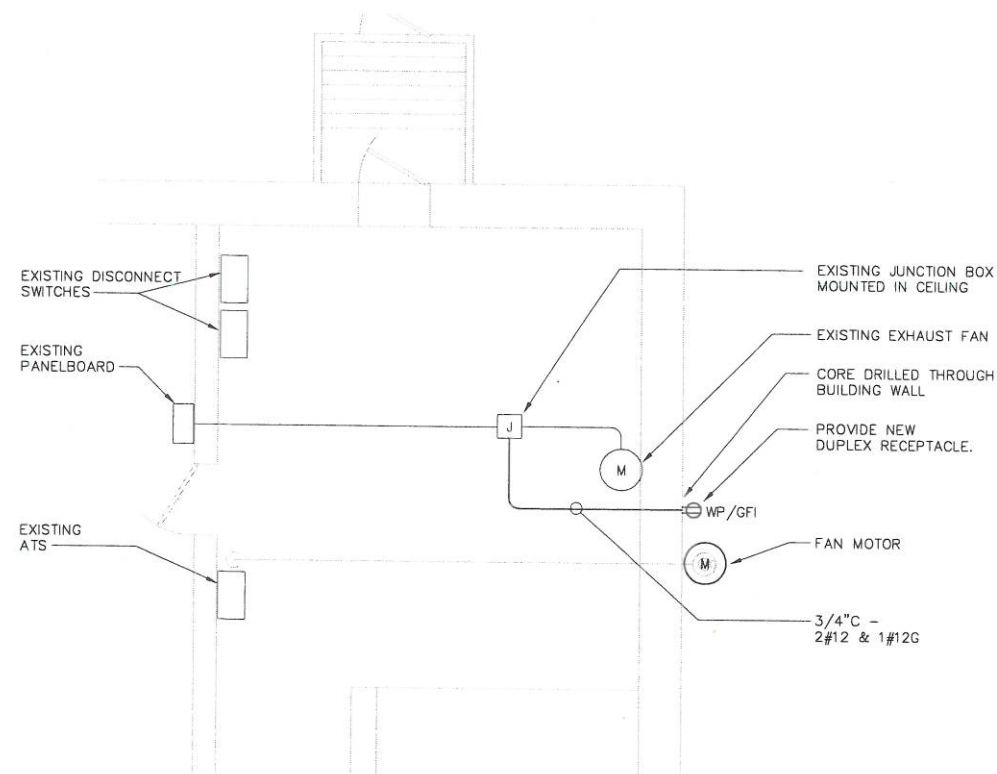 EXISTING DISCONNECT
SWITCHES
EXISTING
PANELBOARD
EXISTING
ATS
J
M
EXISTING JUNCTION BOX
MOUNTED IN CEILING
EXISTING EXHAUST FAN
CORE DRILLED THROUGH
BUILDING WALL
PROVIDE NEW
DUPLEX RECEPTACLE.
WP/GFI
FAN MOTOR
M
3/4"C -
2#12 & 1#12G